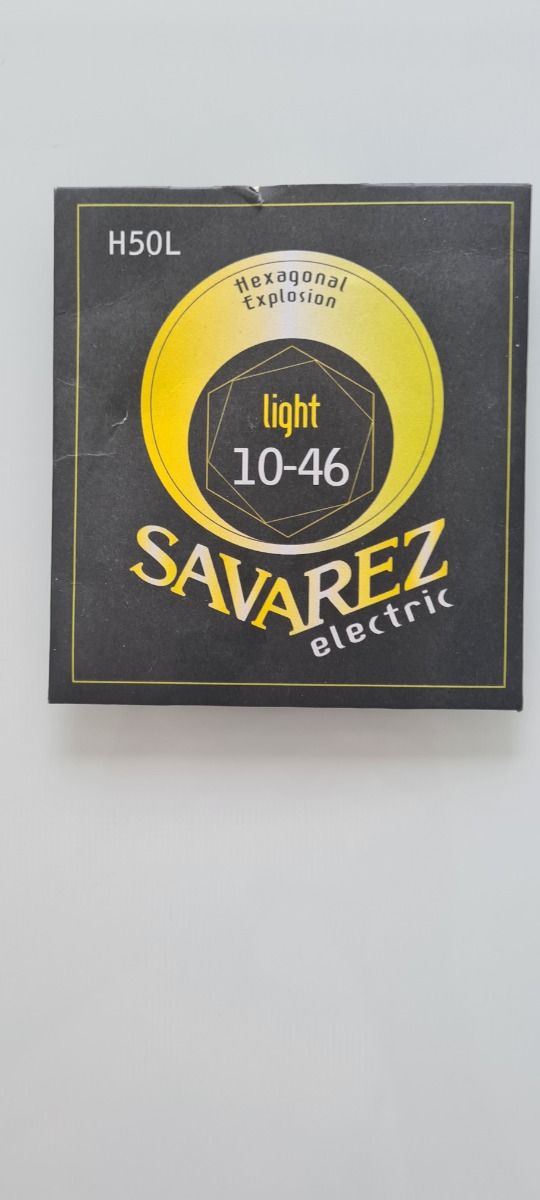 H50L
Hexagonal
Explosion
light
10-46
SAVAREZ
electric